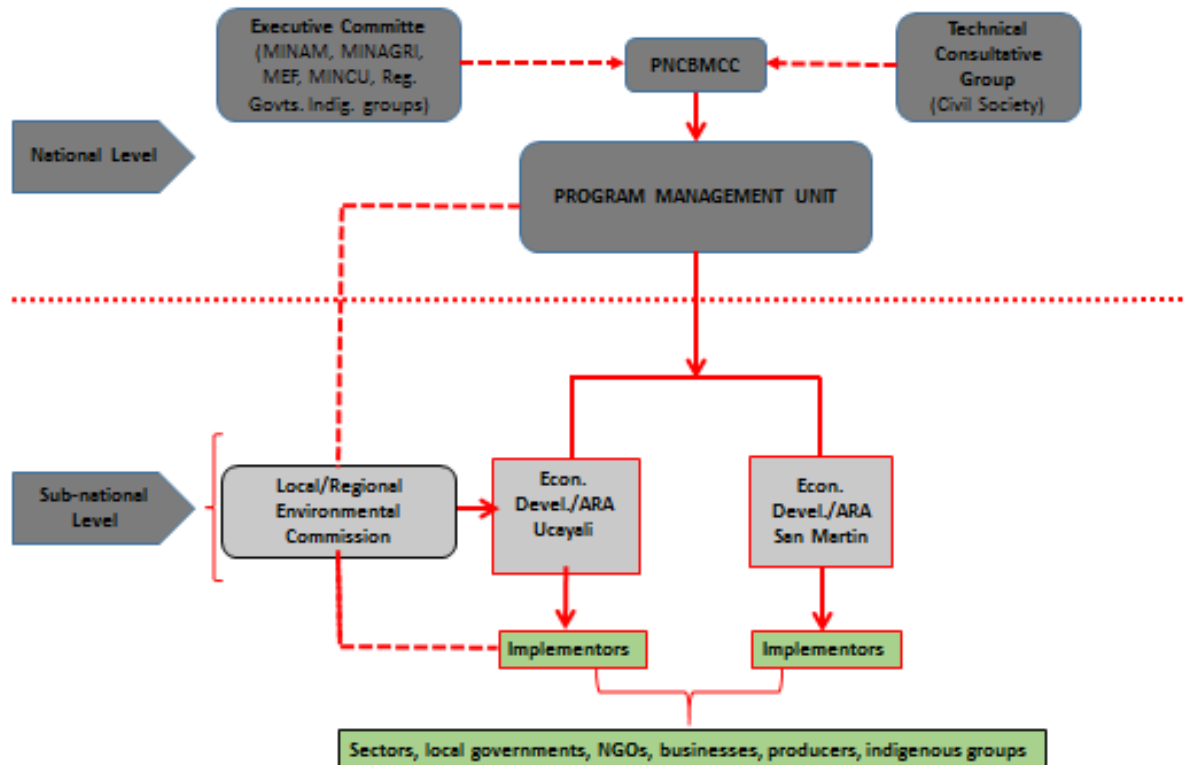 Executive Committe
(MINAM, MINAGRI,
MEF, MINCU, Reg.
Govts. Indig. groups)
PNCBMCC
Technical
Consultative
Group
(Civil Society)
National Level
PROGRAM MANAGEMENT UNIT
Sub-national
Level
Local/Regional
Environmental
Commission
Econ.
Devel./ARA
Ucayali
Econ.
Devel./ARA
San Martin
Implementors
Implementors
Sectors, local governments, NGOs, businesses, producers, indigenous groups